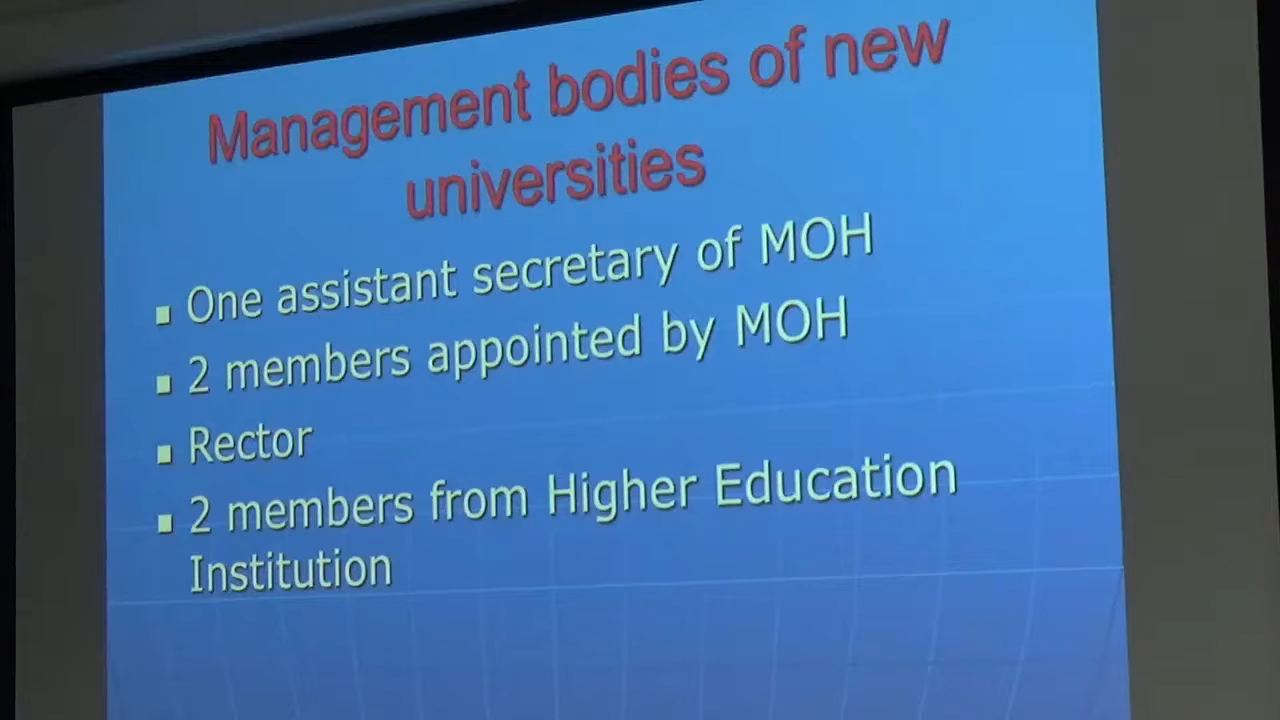 Management bodies of new
universities
▪ One assistant secretary of MOH
▪ 2 members appointed by MOH
▪ Rector
▪ 2 members from Higher Education
Institution